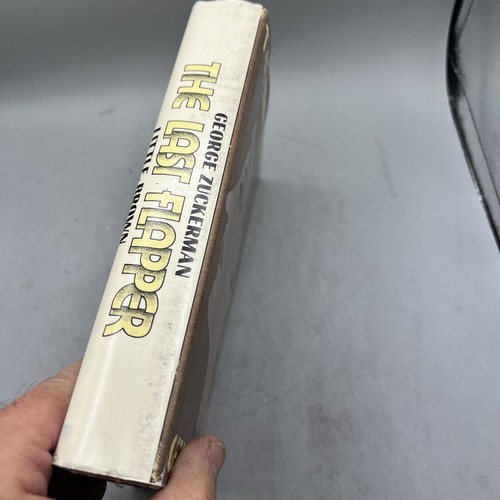 GEORGE ZUCKERMAN
THE LAST FLAPPER
LITTLE BROWN